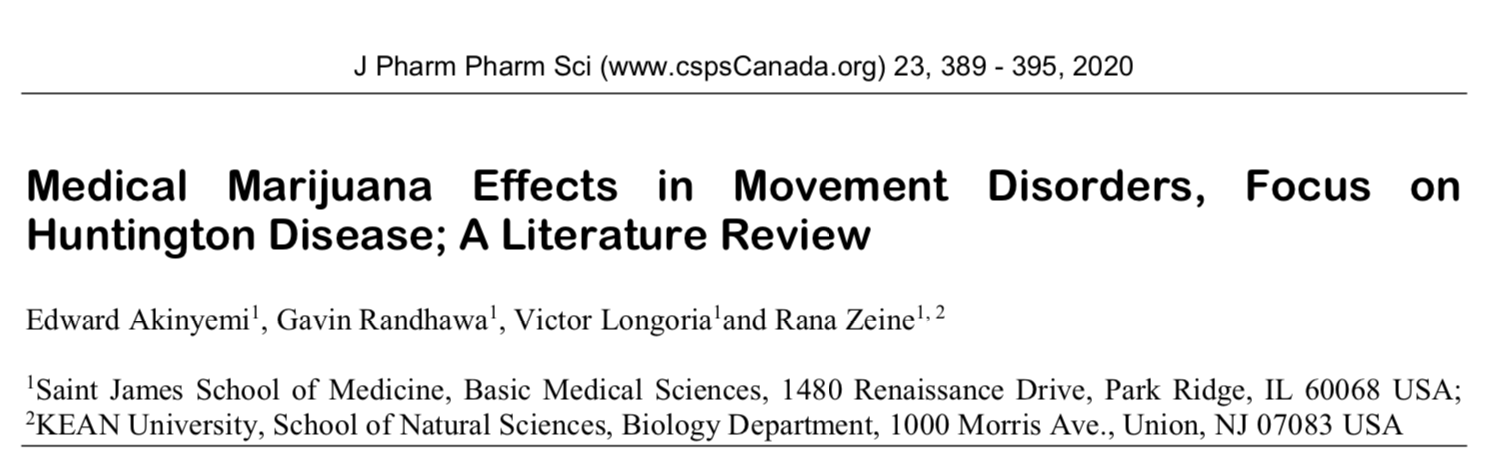 J Pharm Pharm Sci (www.cspsCanada.org) 23, 389 - 395, 2020
Medical Marijuana Effects in Movement Disorders, Focus on
Huntington Disease; A Literature Review
Edward Akinyemi¹, Gavin Randhawa¹, Victor Longoria¹and Rana Zeine¹, ²
¹Saint James School of Medicine, Basic Medical Sciences, 1480 Renaissance Drive, Park Ridge, IL 60068 USA;
²KEAN University, School of Natural Sciences, Biology Department, 1000 Morris Ave., Union, NJ 07083 USA